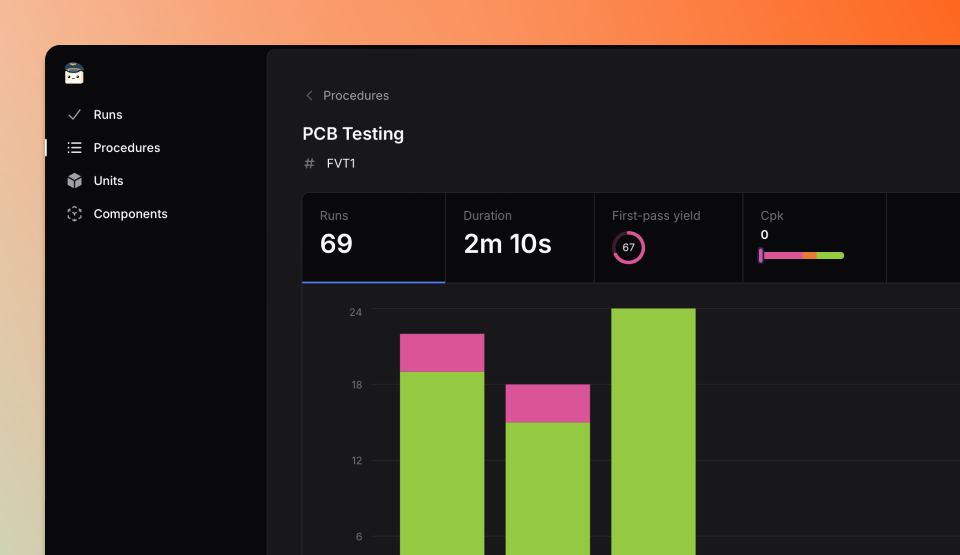 Runs
Procedures
Units
Components
Procedures
PCB Testing
# FVT1
Runs
69
Duration
2m 10s
First-pass yield
67
Cpk
0
24
18
12
6